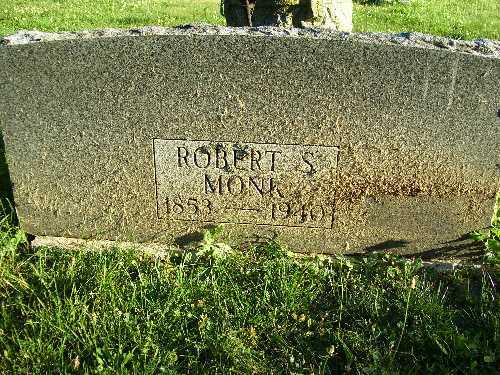 ROBERT S
MONK
1853 — 1940